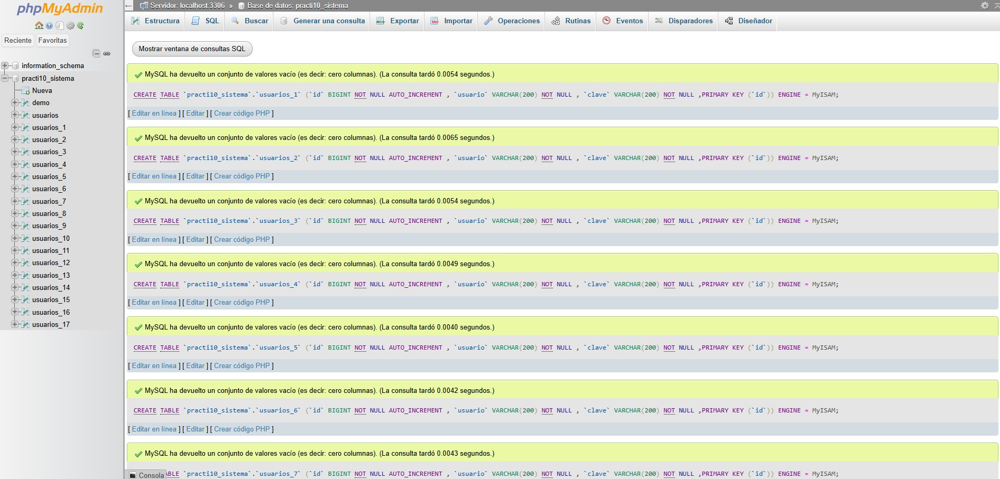 phpMyAdmin
Reciente Favoritas
information_schema
practi10_sistema
Nueva
demo
usuarios
usuarios_1
usuarios_2
usuarios_3
usuarios_4
usuarios_5
usuarios_6
usuarios_7
usuarios_8
usuarios_9
usuarios_10
usuarios_11
usuarios_12
usuarios_13
usuarios_14
usuarios_15
usuarios_16
usuarios_17
Servidor: localhost:3306 » Base de datos: practi10_sistema
Estructura SQL Buscar Generar una consulta Exportar Importar Operaciones Rutinas Eventos Disparadores Diseñador
Mostrar ventana de consultas SQL
MySQL ha devuelto un conjunto de valores vacío (es decir: cero columnas). (La consulta tardó 0.0054 segundos.)
CREATE TABLE `practi10_sistema`.`usuarios_1` (`id` BIGINT NOT NULL AUTO_INCREMENT , `usuario` VARCHAR(200) NOT NULL , `clave` VARCHAR(200) NOT NULL ,PRIMARY KEY (`id`)) ENGINE = MyISAM;
[ Editar en línea ] [ Editar ] [ Crear código PHP ]
MySQL ha devuelto un conjunto de valores vacío (es decir: cero columnas). (La consulta tardó 0.0065 segundos.)
CREATE TABLE `practi10_sistema`.`usuarios_2` (`id` BIGINT NOT NULL AUTO_INCREMENT , `usuario` VARCHAR(200) NOT NULL , `clave` VARCHAR(200) NOT NULL ,PRIMARY KEY (`id`)) ENGINE = MyISAM;
[ Editar en línea ] [ Editar ] [ Crear código PHP ]
MySQL ha devuelto un conjunto de valores vacío (es decir: cero columnas). (La consulta tardó 0.0054 segundos.)
CREATE TABLE `practi10_sistema`.`usuarios_3` (`id` BIGINT NOT NULL AUTO_INCREMENT , `usuario` VARCHAR(200) NOT NULL , `clave` VARCHAR(200) NOT NULL ,PRIMARY KEY (`id`)) ENGINE = MyISAM;
[ Editar en línea ] [ Editar ] [ Crear código PHP ]
MySQL ha devuelto un conjunto de valores vacío (es decir: cero columnas). (La consulta tardó 0.0049 segundos.)
CREATE TABLE `practi10_sistema`.`usuarios_4` (`id` BIGINT NOT NULL AUTO_INCREMENT , `usuario` VARCHAR(200) NOT NULL , `clave` VARCHAR(200) NOT NULL ,PRIMARY KEY (`id`)) ENGINE = MyISAM;
[ Editar en línea ] [ Editar ] [ Crear código PHP ]
MySQL ha devuelto un conjunto de valores vacío (es decir: cero columnas). (La consulta tardó 0.0040 segundos.)
CREATE TABLE `practi10_sistema`.`usuarios_5` (`id` BIGINT NOT NULL AUTO_INCREMENT , `usuario` VARCHAR(200) NOT NULL , `clave` VARCHAR(200) NOT NULL ,PRIMARY KEY (`id`)) ENGINE = MyISAM;
[ Editar en línea ] [ Editar ] [ Crear código PHP ]
MySQL ha devuelto un conjunto de valores vacío (es decir: cero columnas). (La consulta tardó 0.0042 segundos.)
CREATE TABLE `practi10_sistema`.`usuarios_6` (`id` BIGINT NOT NULL AUTO_INCREMENT , `usuario` VARCHAR(200) NOT NULL , `clave` VARCHAR(200) NOT NULL ,PRIMARY KEY (`id`)) ENGINE = MyISAM;
[ Editar en línea ] [ Editar ] [ Crear código PHP ]
MySQL ha devuelto un conjunto de valores vacío (es decir: cero columnas). (La consulta tardó 0.0043 segundos.)
Consola ABLE `practi10_sistema`.`usuarios_7` (`id` BIGINT NOT NULL AUTO_INCREMENT , `usuario` VARCHAR(200) NOT NULL , `clave` VARCHAR(200) NOT NULL ,PRIMARY KEY (`id`)) ENGINE = MyISAM;